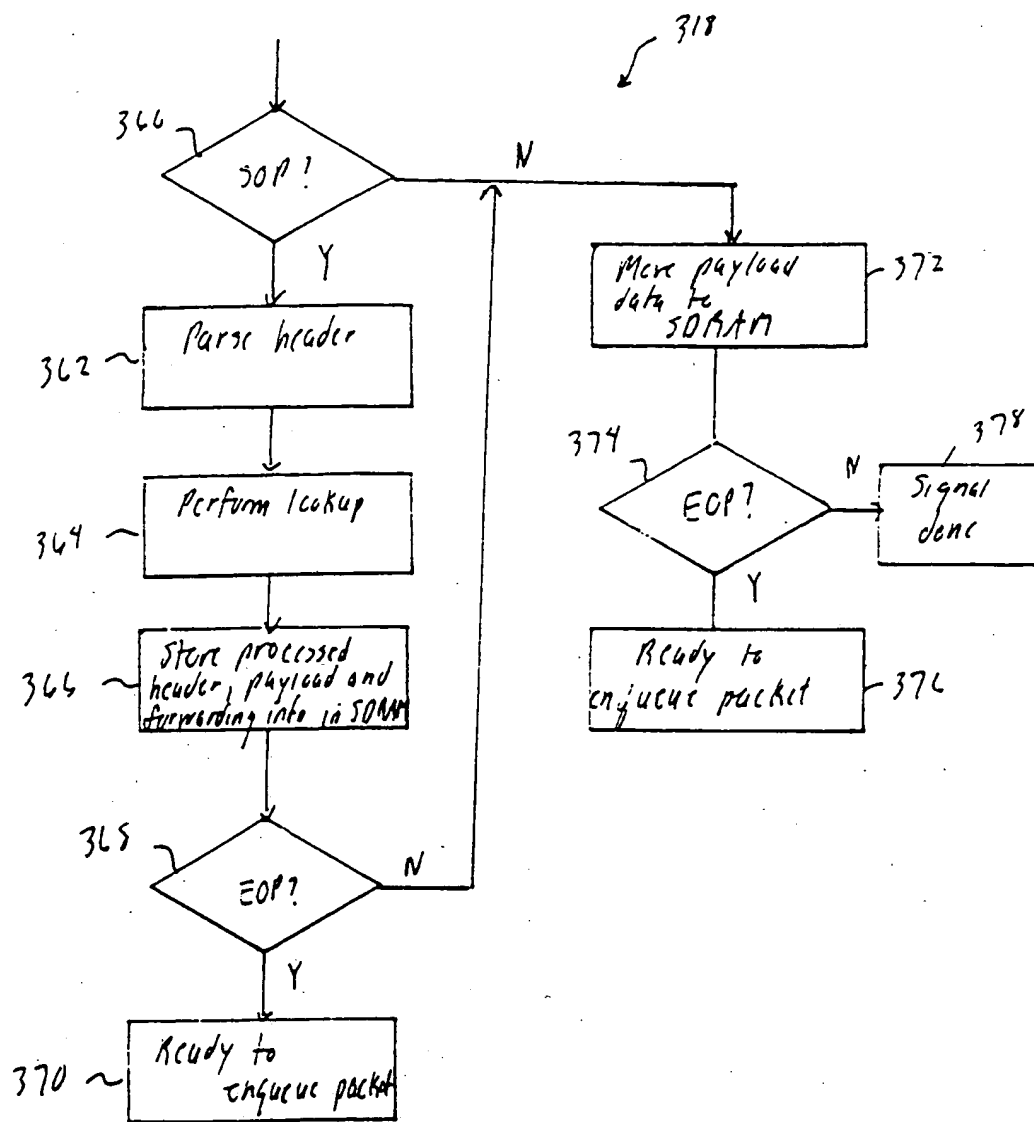 318
360
SOP?
N
Y
Move payload
data to
SDRAM
372
Parse header
362
374
EOP?
N
378
Signal
done
Y
Perform lookup
364
Ready to
enqueue packet
376
Store processed
header, payload and
forwarding info in SDRAM
366
368
EOP?
N
Y
Ready to
enqueue packet
370